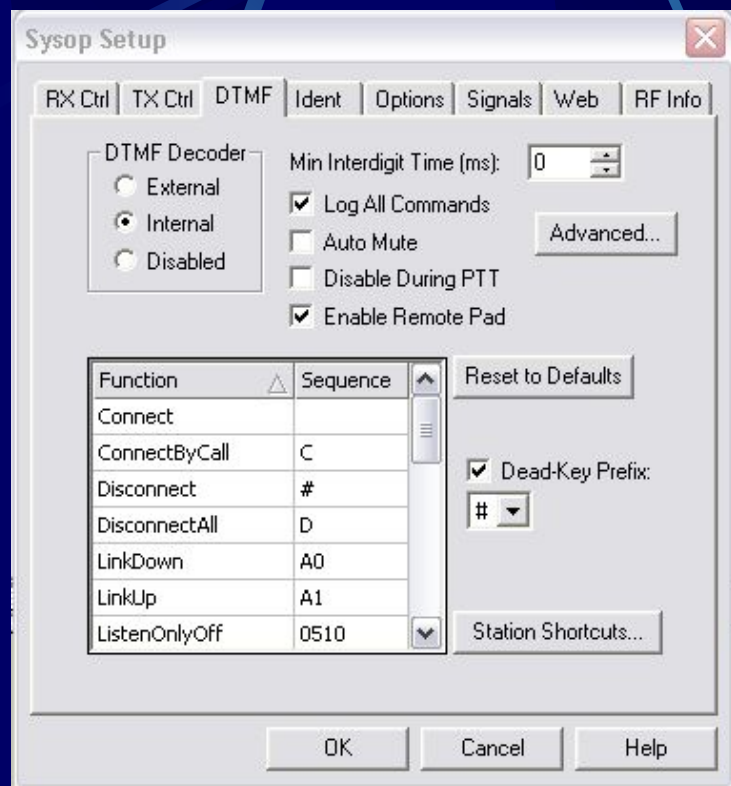 Sysop Setup
RX Ctrl TX Ctrl DTMF Ident Options Signals Web RF Info
DTMF Decoder
External
Internal
Disabled
Min Interdigit Time (ms): 0
Log All Commands
Auto Mute
Disable During PTT
Enable Remote Pad
Advanced...
Function Sequence
Connect
ConnectByCall C
Disconnect #
DisconnectAll D
LinkDown A0
LinkUp A1
ListenOnlyOff 0510
Reset to Defaults
Dead-Key Prefix:
#
Station Shortcuts...
OK Cancel Help